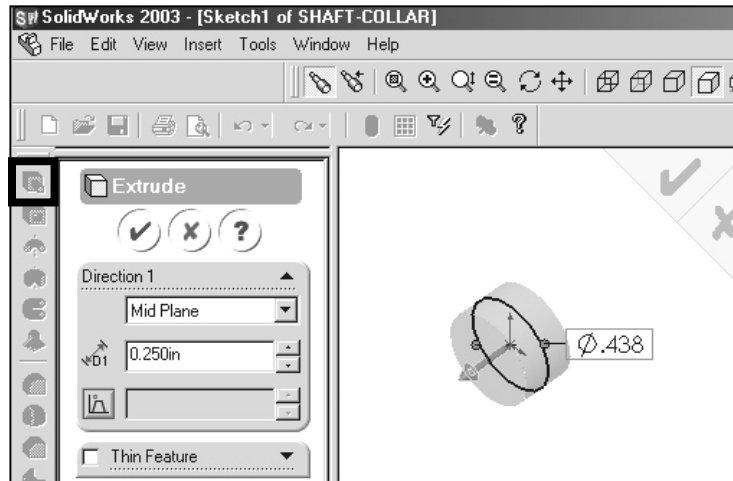 SW SolidWorks 2003 - [Sketch1 of SHAFT-COLLAR]
File Edit View Insert Tools Window Help
?
Extrude
?
Direction 1
Mid Plane
D1 0.250in
Ø.438
Thin Feature